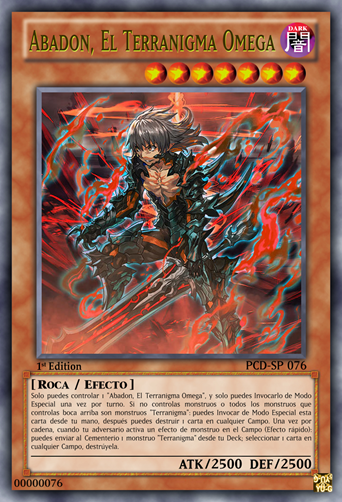 Abadon, El Terranigma Omega
DARK
闇
1st Edition
PCD-SP 076
[ Roca / Efecto ]
Solo puedes controlar 1 "Abadon, El Terranigma Omega", y solo puedes Invocarlo de Modo
Especial una vez por turno. Si no controlas monstruos o todos los monstruos que
controlas boca arriba son monstruos "Terranigma": puedes Invocar de Modo Especial esta
carta desde tu mano, después puedes destruir 1 carta en cualquier Campo. Una vez por
cadena, cuando tu adversario activa un efecto de monstruo en el Campo (Efecto rápido):
puedes enviar al Cementerio 1 monstruo "Terranigma" desde tu Deck; seleccionar 1 carta
en cualquier Campo, destrúyela.
ATK/2500 DEF/2500
00000076